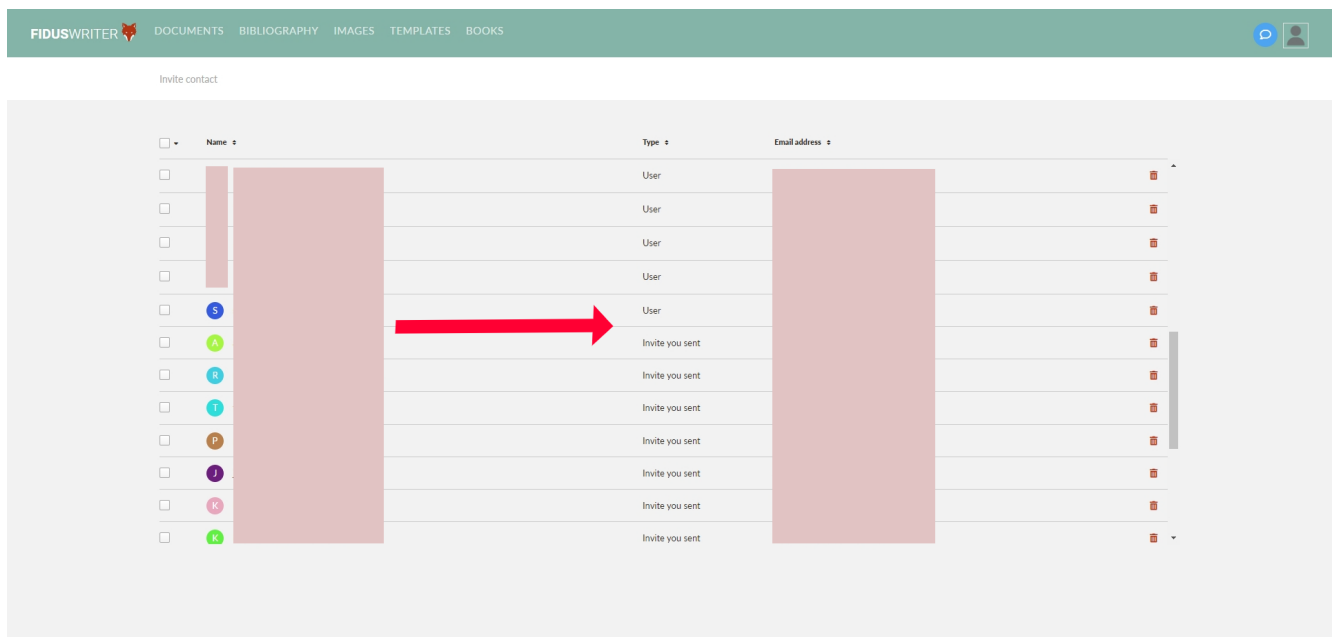 FIDUSWRITER DOCUMENTS BIBLIOGRAPHY IMAGES TEMPLATES BOOKS
Invite contact
Name Type Email address
User
User
User
User
S User
A Invite you sent
R Invite you sent
T Invite you sent
P Invite you sent
J Invite you sent
K Invite you sent
K Invite you sent